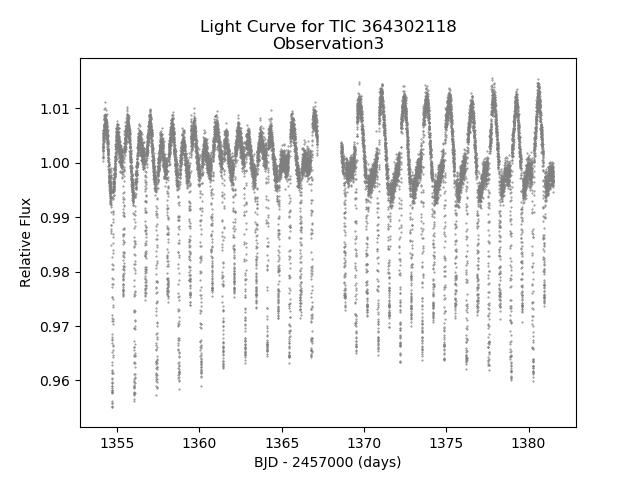 Light Curve for TIC 364302118
Observation3
Relative Flux
1.01
1.00
0.99
0.98
0.97
0.96
1355 1360 1365 1370 1375 1380
BJD - 2457000 (days)